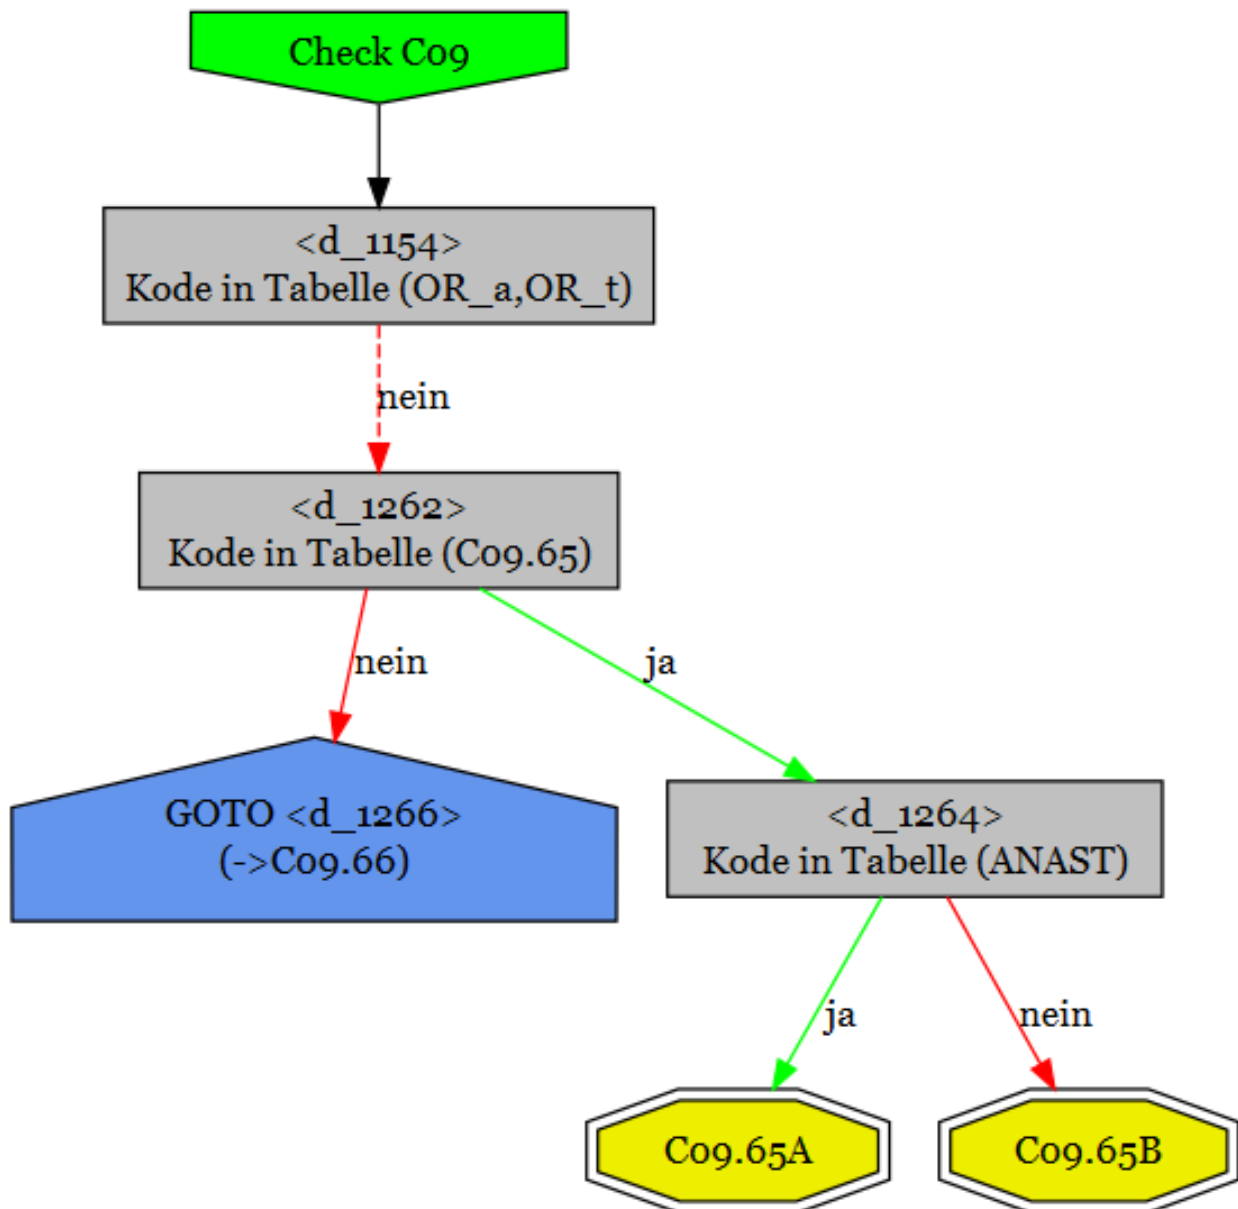 Check C09
<d_1154>
Kode in Tabelle (OR_a,OR_t)
nein
<d_1262>
Kode in Tabelle (C09.65)
nein
ja
GOTO <d_1266>
(->C09.66)
<d_1264>
Kode in Tabelle (ANAST)
ja
nein
C09.65A
C09.65B